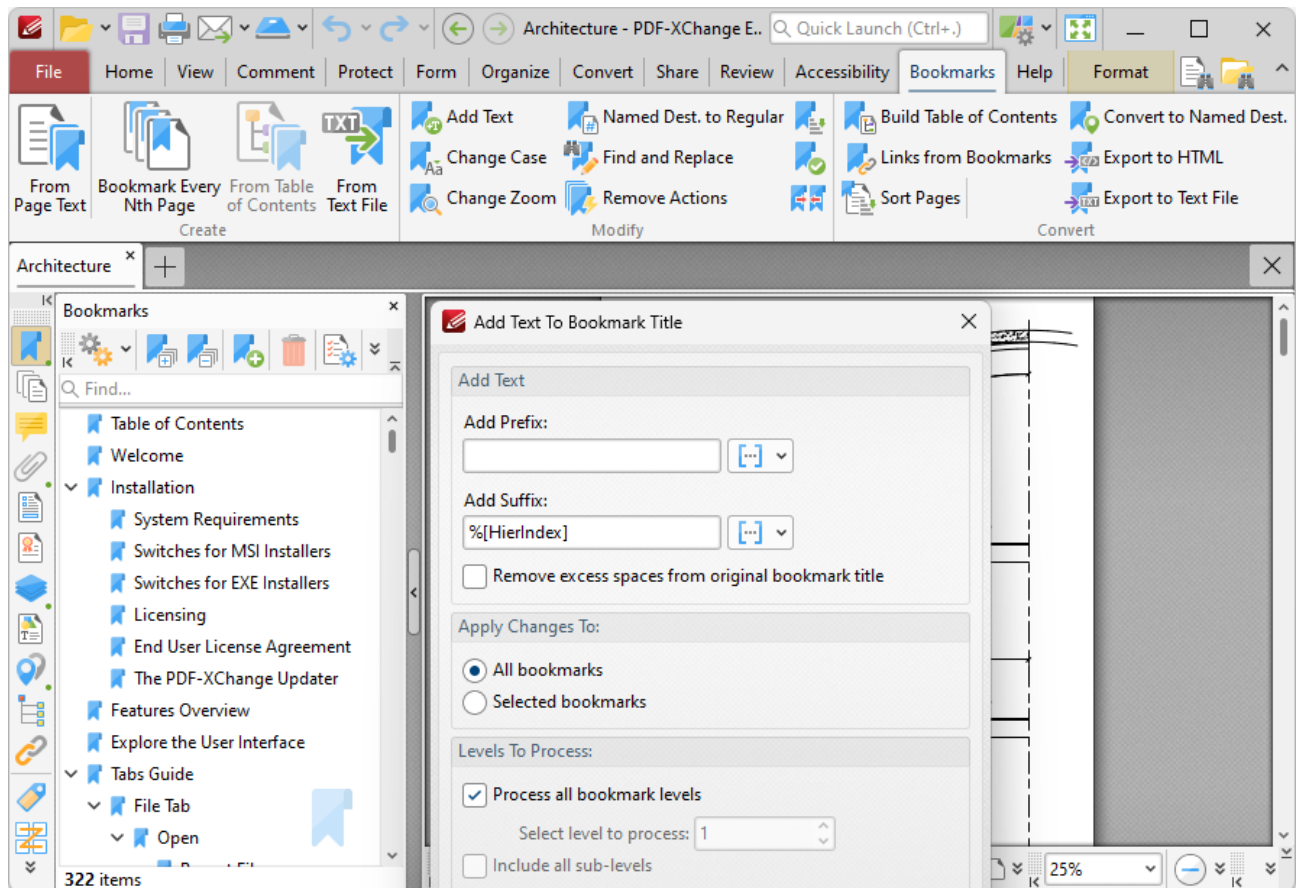 Architecture - PDF-XChange E..
Quick Launch (Ctrl+.)
File Home View Comment Protect Form Organize Convert Share Review Accessibility Bookmarks Help Format
From Page Text
Bookmark Every Nth Page
From Table of Contents
From Text File
TXT
Create
Add Text
Change Case
Change Zoom
Named Dest. to Regular
Find and Replace
Remove Actions
Modify
Build Table of Contents
Links from Bookmarks
Sort Pages
Convert to Named Dest.
Export to HTML
Export to Text File
Convert
Architecture
Bookmarks
Find...
Table of Contents
Welcome
Installation
System Requirements
Switches for MSI Installers
Switches for EXE Installers
Licensing
End User License Agreement
The PDF-XChange Updater
Features Overview
Explore the User Interface
Tabs Guide
File Tab
Open
322 items
Add Text To Bookmark Title
Add Text
Add Prefix:
Add Suffix:
%[HierIndex]
Remove excess spaces from original bookmark title
Apply Changes To:
All bookmarks
Selected bookmarks
Levels To Process:
Process all bookmark levels
Select level to process: 1
Include all sub-levels
25%